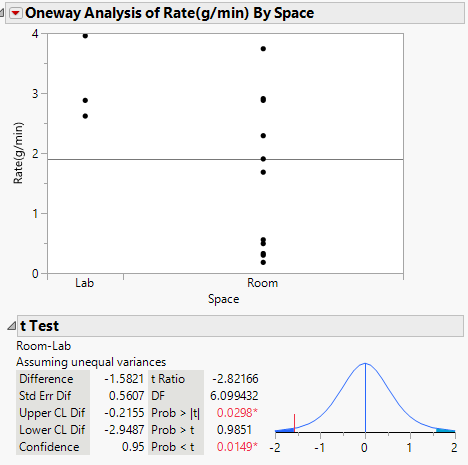 Oneway Analysis of Rate(g/min) By Space
4
3
2
1
0
Rate(g/min)
Lab Room
Space
t Test
Room-Lab
Assuming unequal variances
Difference -1.5821 t Ratio -2.82166
Std Err Dif 0.5607 DF 6.099432
Upper CL Dif -0.2155 Prob > |t| 0.0298*
Lower CL Dif -2.9487 Prob > t 0.9851
Confidence 0.95 Prob < t 0.0149*
-2 -1 0 1 2